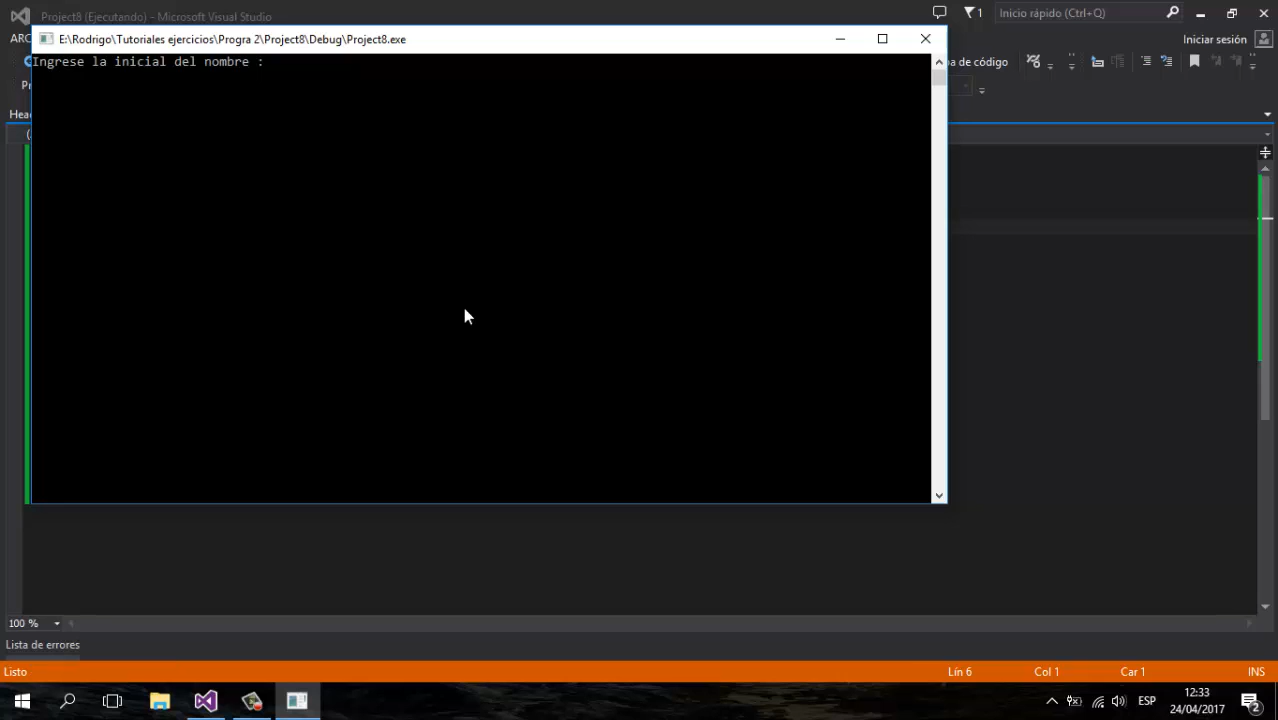 Project8 (Ejecutando) - Microsoft Visual Studio
1
Inicio rápido (Ctrl+Q)
E:\Rodrigo\Tutoriales ejercicios\Progra 2\Project8\Debug\Project8.exe
Iniciar sesión
Ingrese la inicial del nombre :
de código
100 %
Lista de errores
Listo
Lín 6
Col 1
Car 1
INS
ESP
12:33
24/04/2017
2